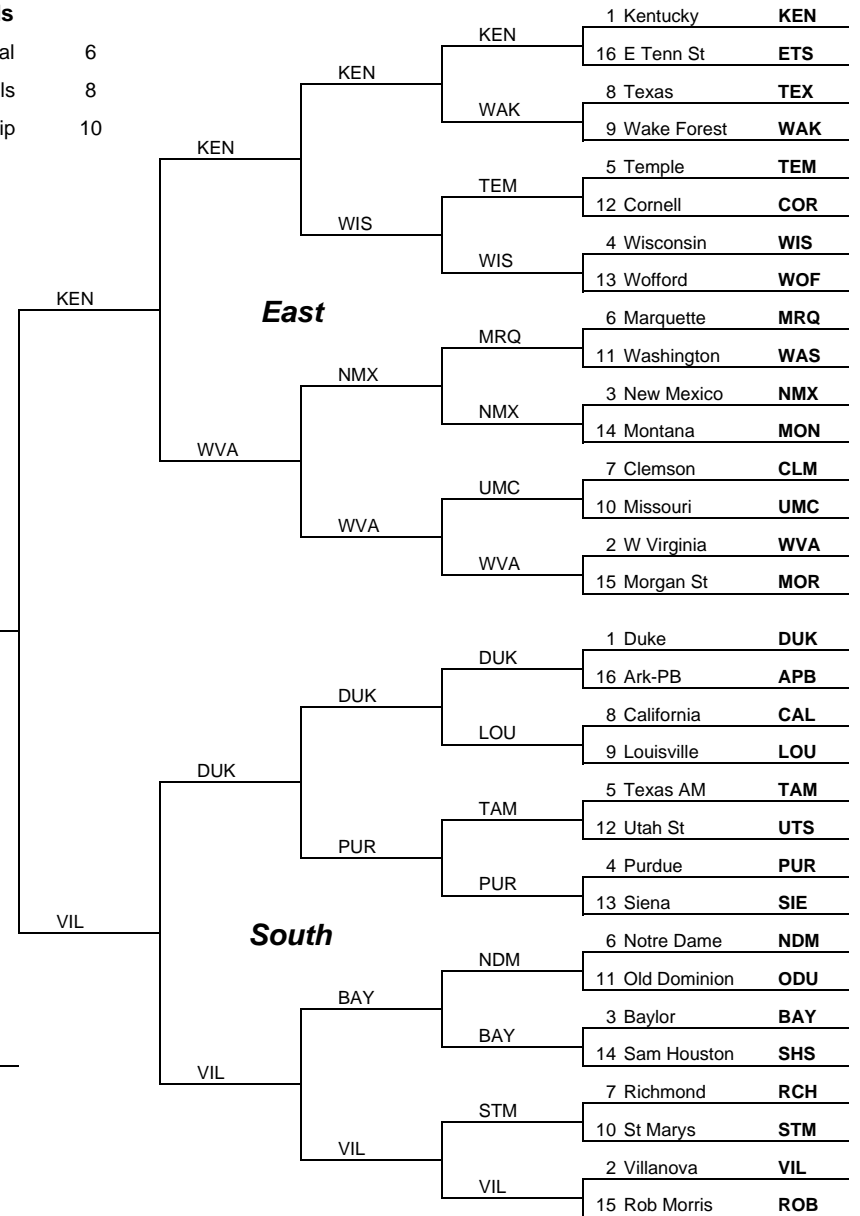 ls
al 6
ls 8
ip 10
1 Kentucky KEN
KEN
16 E Tenn St ETS
KEN
8 Texas TEX
WAK
9 Wake Forest WAK
KEN
5 Temple TEM
TEM
12 Cornell COR
WIS
4 Wisconsin WIS
WIS
13 Wofford WOF
KEN
East
6 Marquette MRQ
MRQ
11 Washington WAS
NMX
3 New Mexico NMX
NMX
14 Montana MON
WVA
7 Clemson CLM
UMC
10 Missouri UMC
WVA
2 W Virginia WVA
WVA
15 Morgan St MOR
1 Duke DUK
DUK
16 Ark-PB APB
DUK
8 California CAL
LOU
9 Louisville LOU
DUK
5 Texas AM TAM
TAM
12 Utah St UTS
PUR
4 Purdue PUR
PUR
13 Siena SIE
VIL
South
6 Notre Dame NDM
NDM
11 Old Dominion ODU
BAY
3 Baylor BAY
BAY
14 Sam Houston SHS
VIL
7 Richmond RCH
STM
10 St Marys STM
VIL
2 Villanova VIL
VIL
15 Rob Morris ROB